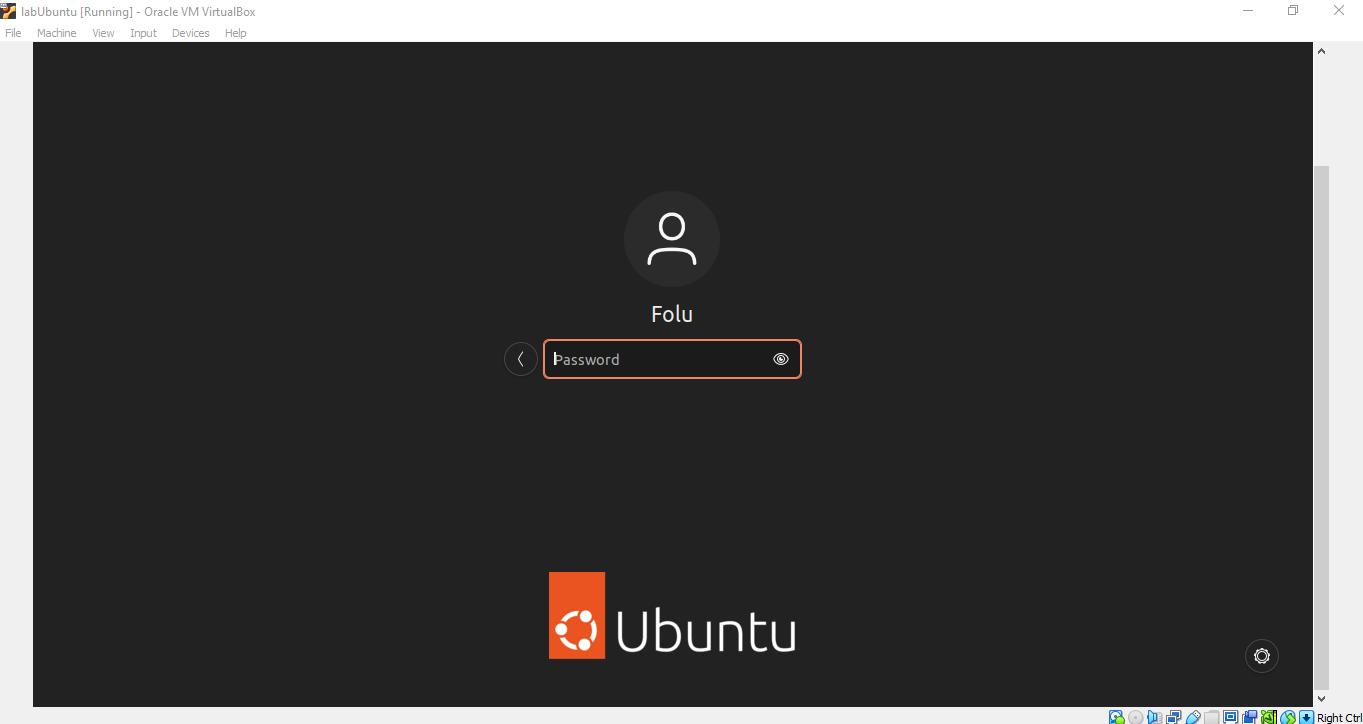 labUbuntu [Running] - Oracle VM VirtualBox
File Machine View Input Devices Help
Folu
Password
Ubuntu
Right Ctrl